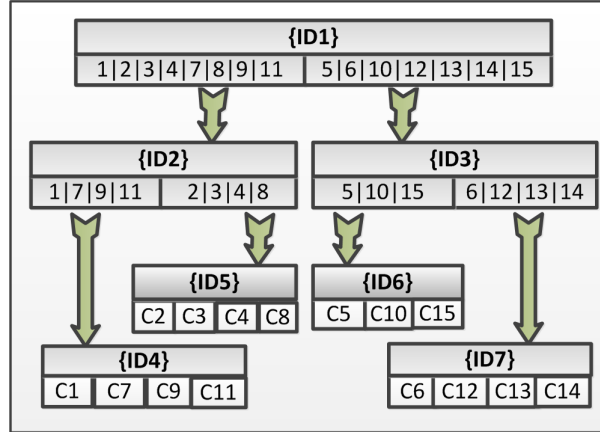 {ID1}
1|2|3|4|7|8|9|11 5|6|10|12|13|14|15
{ID2} {ID3}
1|7|9|11 2|3|4|8 5|10|15 6|12|13|14
{ID5} {ID6}
C2 C3 C4 C8 C5 C10 C15
{ID4} {ID7}
C1 C7 C9 C11 C6 C12 C13 C14